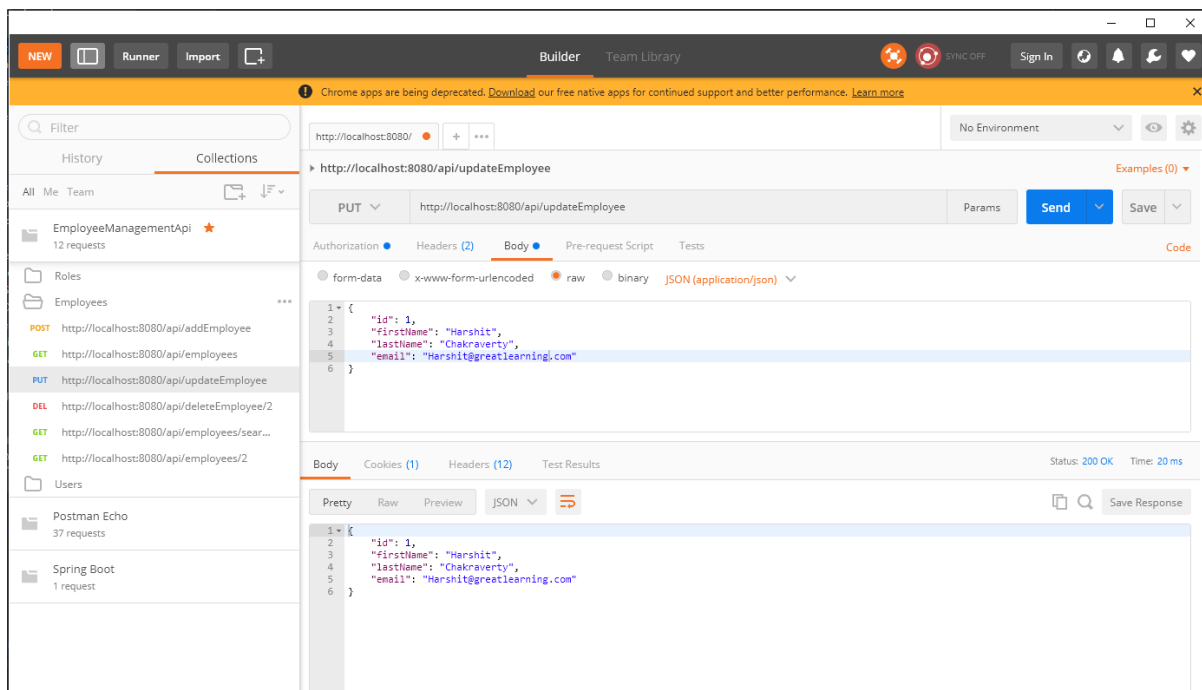 NEW Runner Import Builder Team Library SYNC OFF Sign In
Chrome apps are being deprecated. Download our free native apps for continued support and better performance. Learn more
Filter
History Collections
All Me Team
EmployeeManagementApi
12 requests
Roles
Employees
POST http://localhost:8080/api/addEmployee
GET http://localhost:8080/api/employees
PUT http://localhost:8080/api/updateEmployee
DEL http://localhost:8080/api/deleteEmployee/2
GET http://localhost:8080/api/employees/sear...
GET http://localhost:8080/api/employees/2
Users
Postman Echo
37 requests
Spring Boot
1 request
http://localhost:8080/
No Environment
http://localhost:8080/api/updateEmployee Examples (0)
PUT http://localhost:8080/api/updateEmployee Params Send Save
Authorization Headers (2) Body Pre-request Script Tests Code
form-data x-www-form-urlencoded raw binary JSON (application/json)
1 {
2 "id": 1,
3 "firstName": "Harshit",
4 "lastName": "Chakraverty",
5 "email": "Harshit@greatlearning.com"
6 }
Body Cookies (1) Headers (12) Test Results Status: 200 OK Time: 20 ms
Pretty Raw Preview JSON Save Response
1 {
2 "id": 1,
3 "firstName": "Harshit",
4 "lastName": "Chakraverty",
5 "email": "Harshit@greatlearning.com"
6 }